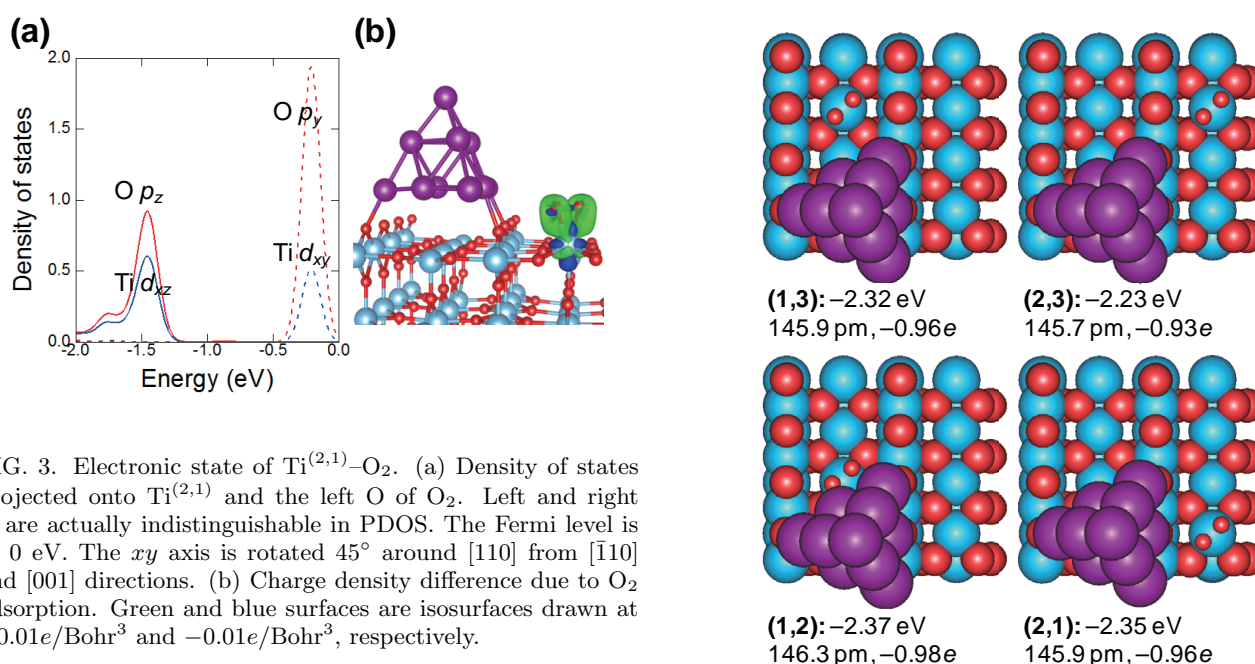 (a)
(b)
Density of states
2.0
1.5
1.0
0.5
0.0
O p_y
O p_z
Ti d_xy
Ti d_xz
-2.0 -1.5 -1.0 -0.5 0.0
Energy (eV)
IG. 3. Electronic state of Ti^(2,1)–O₂. (a) Density of states
ojected onto Ti^(2,1) and the left O of O₂. Left and right
are actually indistinguishable in PDOS. The Fermi level is
0 eV. The xy axis is rotated 45° around [110] from [1̄10]
nd [001] directions. (b) Charge density difference due to O₂
dsorption. Green and blue surfaces are isosurfaces drawn at
0.01e/Bohr³ and −0.01e/Bohr³, respectively.
(1,3): –2.32 eV
145.9 pm, –0.96e
(2,3): –2.23 eV
145.7 pm, –0.93e
(1,2): –2.37 eV
146.3 pm, –0.98e
(2,1): –2.35 eV
145.9 pm, –0.96e